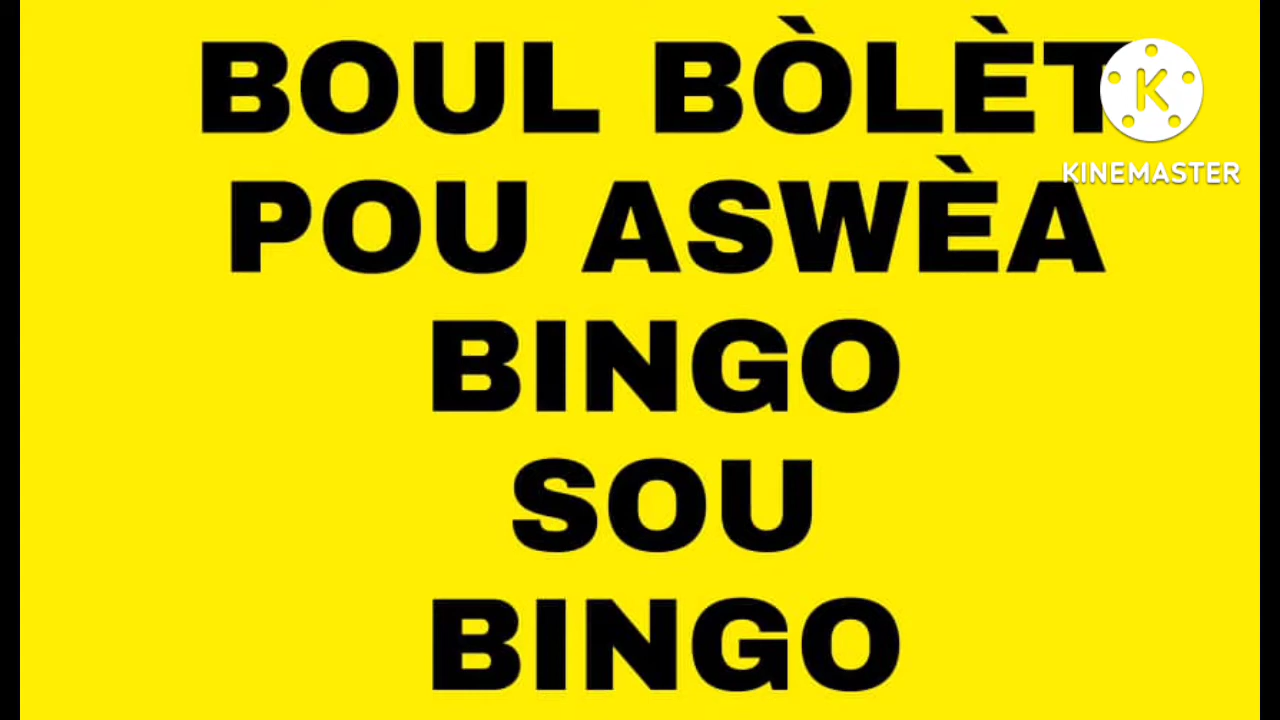 BOUL BÒLÈT
POU ASWÈA
BINGO
SOU
BINGO
K
KINEMASTER